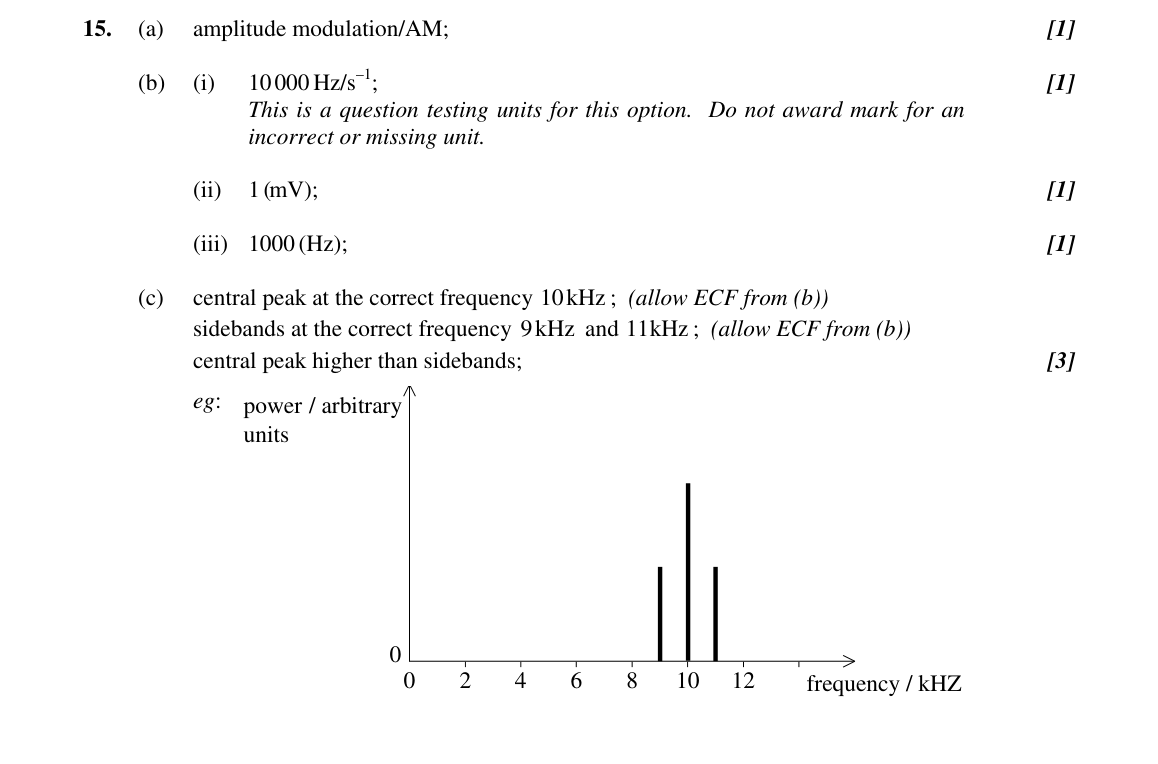 15. (a) amplitude modulation/AM; [1]
(b) (i) 10 000 Hz/s⁻¹; [1]
This is a question testing units for this option. Do not award mark for an
incorrect or missing unit.
(ii) 1 (mV); [1]
(iii) 1000 (Hz); [1]
(c) central peak at the correct frequency 10 kHz ; (allow ECF from (b))
sidebands at the correct frequency 9 kHz and 11 kHz ; (allow ECF from (b))
central peak higher than sidebands; [3]
eg: power / arbitrary
units
0
0 2 4 6 8 10 12 frequency / kHZ